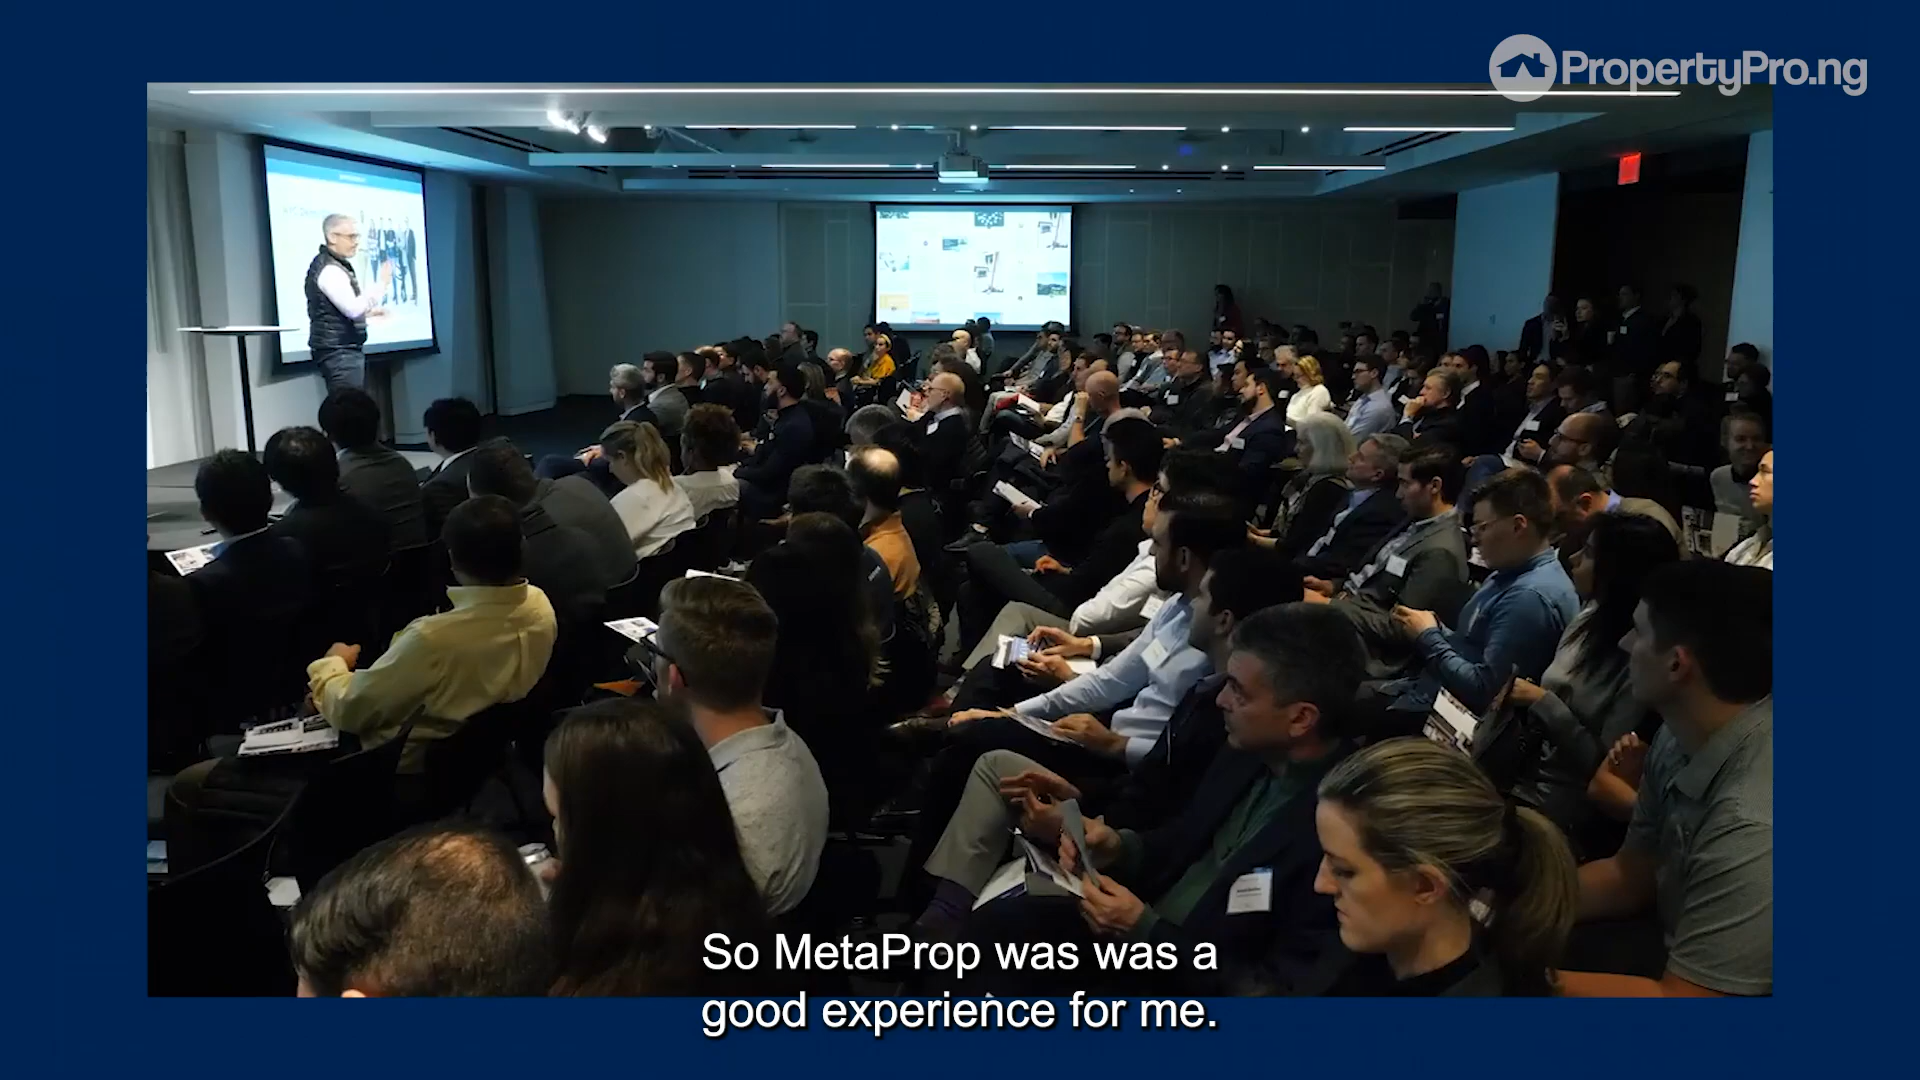 PropertyPro.ng
So MetaProp was was a
good experience for me.